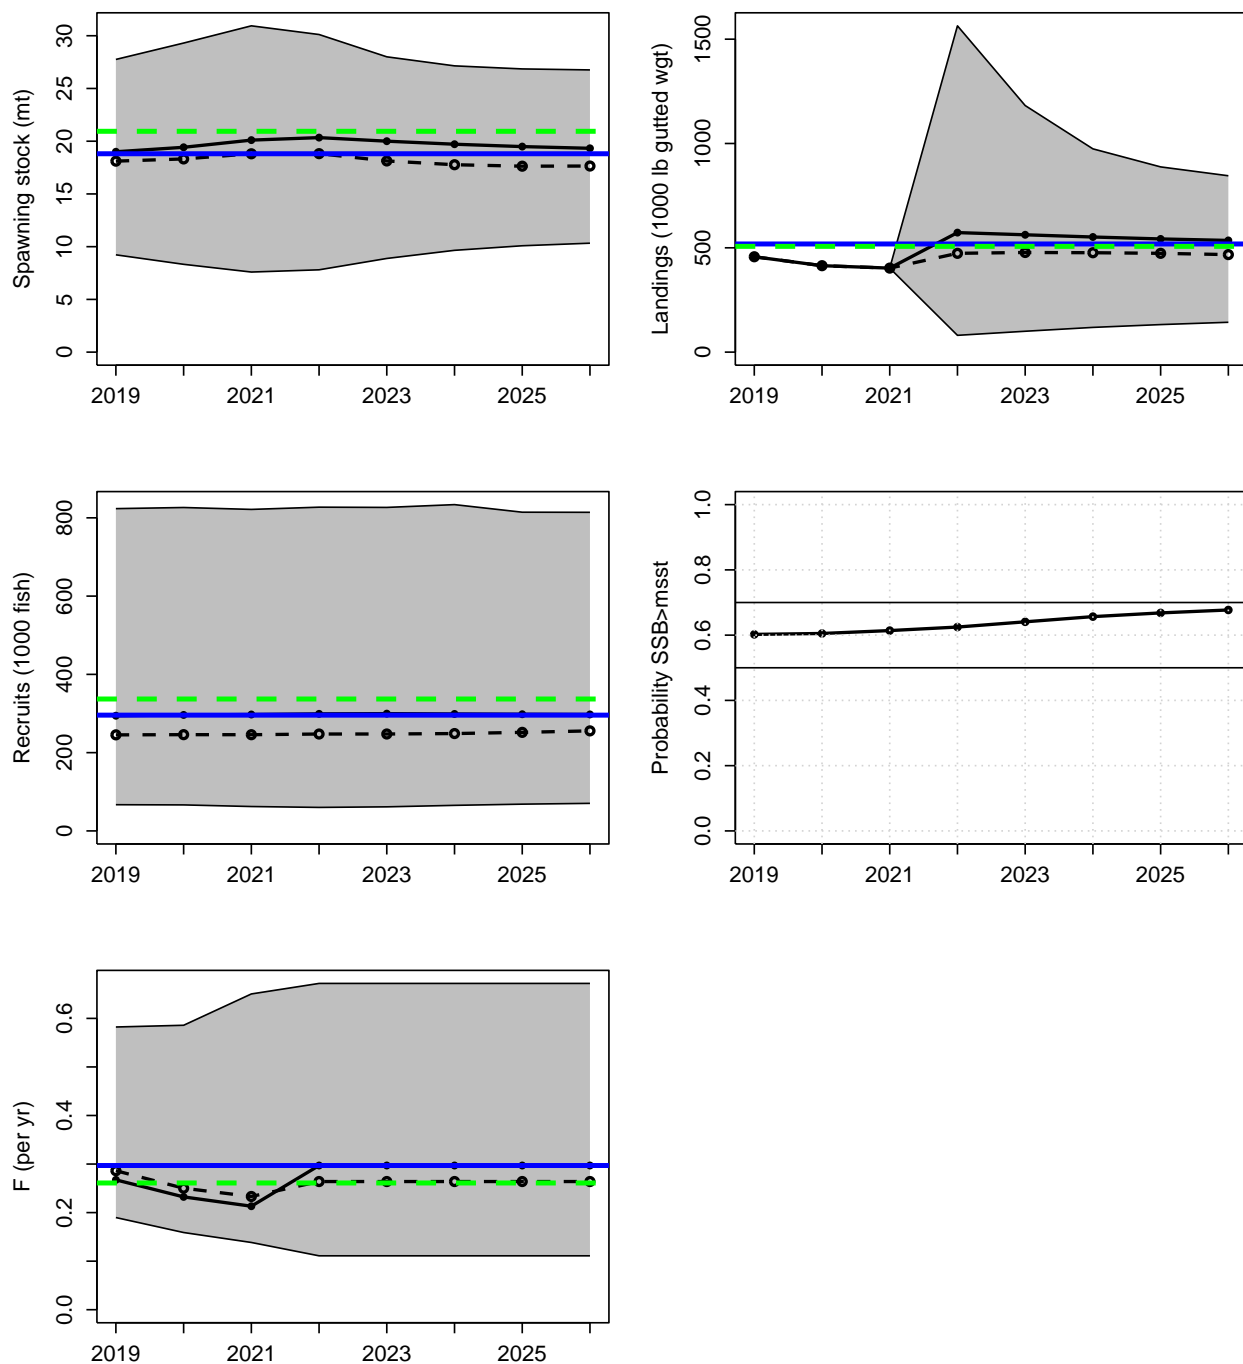 Spawning stock (mt)
0 5 10 15 20 25 30
2019 2021 2023 2025
Landings (1000 lb gutted wgt)
0 500 1000 1500
2019 2021 2023 2025
Recruits (1000 fish)
0 200 400 600 800
2019 2021 2023 2025
Probability SSB>msst
0.0 0.2 0.4 0.6 0.8 1.0
2019 2021 2023 2025
F (per yr)
0.0 0.2 0.4 0.6
2019 2021 2023 2025